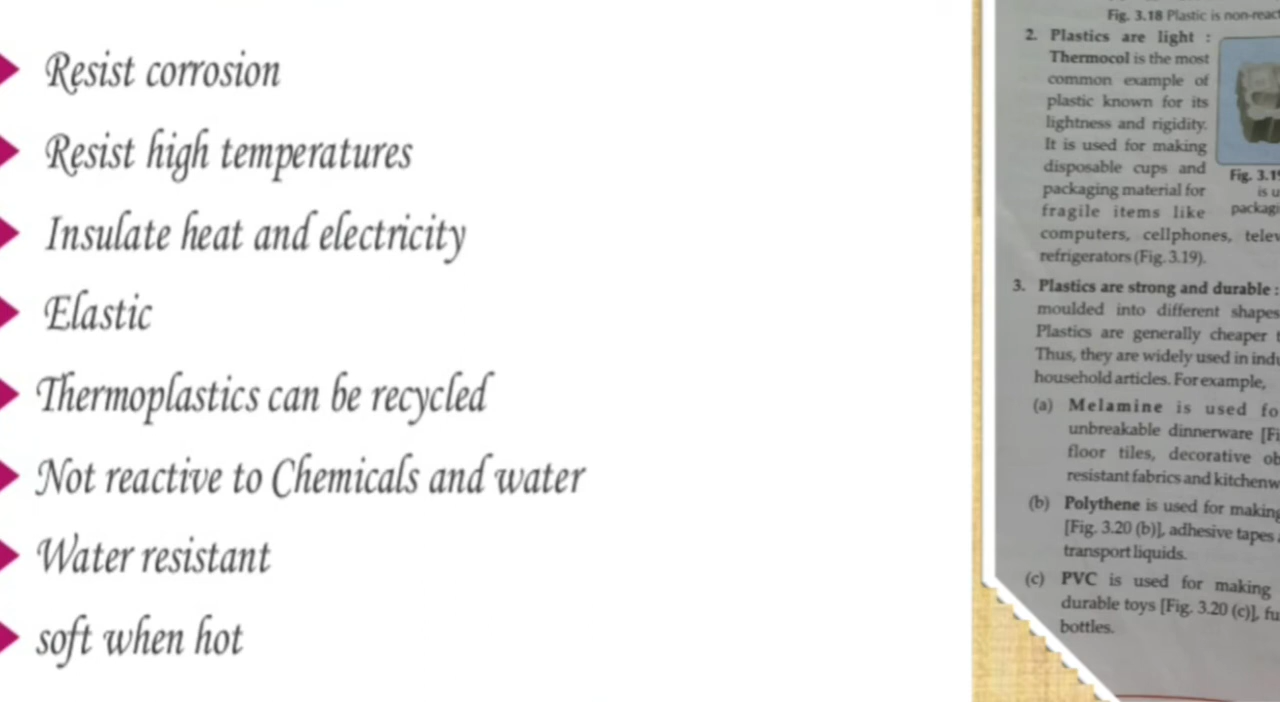 Resist corrosion
Resist high temperatures
Insulate heat and electricity
Elastic
Thermoplastics can be recycled
Not reactive to Chemicals and water
Water resistant
soft when hot
Fig. 3.18 Plastic is
2. Plastics are light :
Thermocol is the most
common example of
plastic known for its
lightness and rigidity.
It is used for making
disposable cups and
packaging material for
fragile items like
computers, cellphones,
refrigerators (Fig. 3.19).
is
3. Plastics are strong and durable :
moulded into different shapes
Plastics are generally cheaper
Thus, they are widely used in
household articles. For example,
(a) Melamine is used
unbreakable dinnerware
floor tiles, decorative
resistant fabrics and
(b) Polythene is used for making
[Fig. 3.20 (b)], adhesive tapes
transport liquids.
(c) PVC is used for making
durable toys [Fig. 3.20 (c)],
bottles.